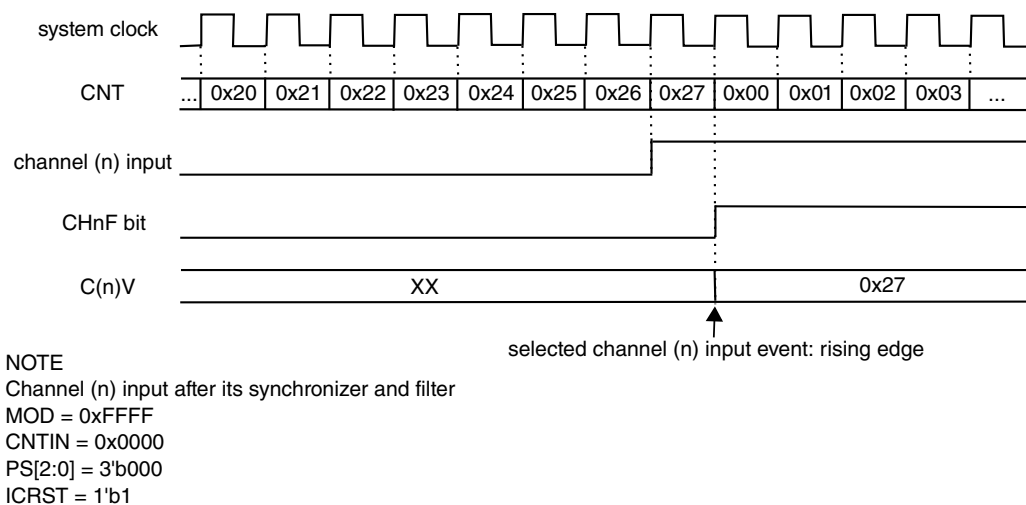 system clock
CNT ... 0x20 0x21 0x22 0x23 0x24 0x25 0x26 0x27 0x00 0x01 0x02 0x03 ...
channel (n) input
CHnF bit
C(n)V XX 0x27
selected channel (n) input event: rising edge
NOTE
Channel (n) input after its synchronizer and filter
MOD = 0xFFFF
CNTIN = 0x0000
PS[2:0] = 3'b000
ICRST = 1'b1